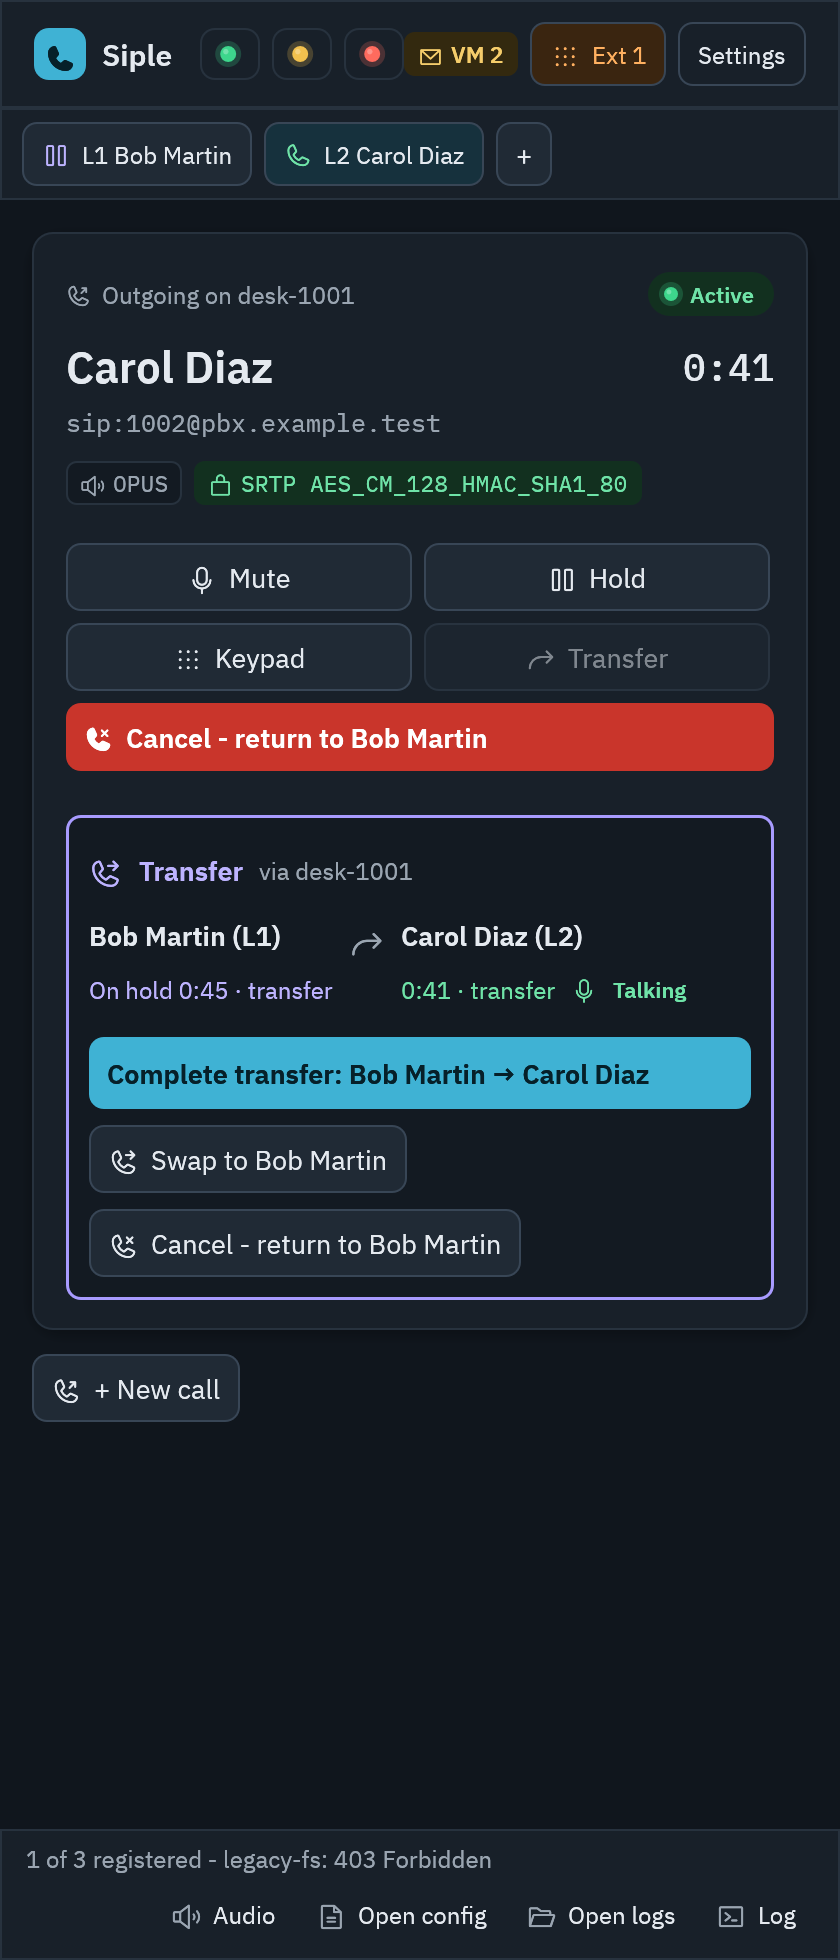 Siple VM 2 Ext 1 Settings
L1 Bob Martin L2 Carol Diaz +
Outgoing on desk-1001 Active
Carol Diaz 0:41
sip:1002@pbx.example.test
OPUS SRTP AES_CM_128_HMAC_SHA1_80
Mute Hold
Keypad Transfer
Cancel - return to Bob Martin
Transfer via desk-1001
Bob Martin (L1) Carol Diaz (L2)
On hold 0:45 · transfer 0:41 · transfer Talking
Complete transfer: Bob Martin → Carol Diaz
Swap to Bob Martin
Cancel - return to Bob Martin
+ New call
1 of 3 registered - legacy-fs: 403 Forbidden
Audio Open config Open logs Log